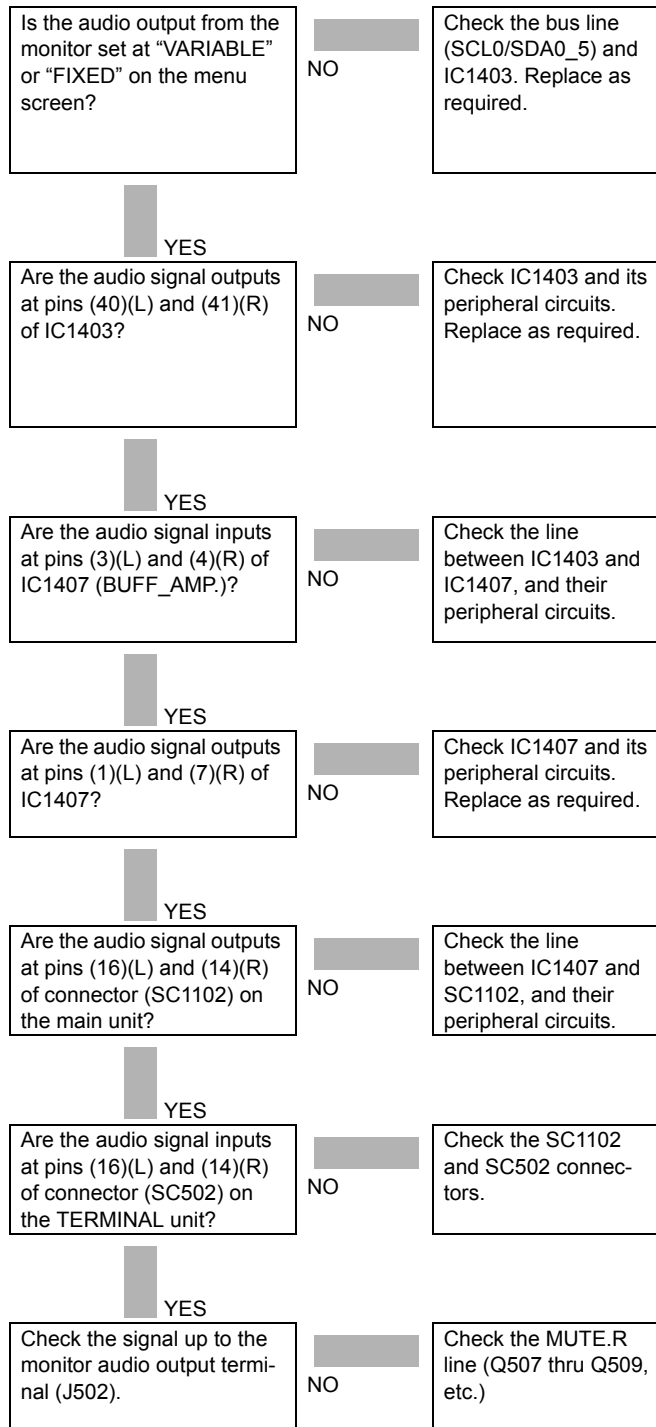 Is the audio output from the
monitor set at “VARIABLE”
or “FIXED” on the menu
screen?
NO
Check the bus line
(SCL0/SDA0_5) and
IC1403. Replace as
required.
YES
Are the audio signal outputs
at pins (40)(L) and (41)(R)
of IC1403?
NO
Check IC1403 and its
peripheral circuits.
Replace as required.
YES
Are the audio signal inputs
at pins (3)(L) and (4)(R) of
IC1407 (BUFF_AMP.)?
NO
Check the line
between IC1403 and
IC1407, and their
peripheral circuits.
YES
Are the audio signal outputs
at pins (1)(L) and (7)(R) of
IC1407?
NO
Check IC1407 and its
peripheral circuits.
Replace as required.
YES
Are the audio signal outputs
at pins (16)(L) and (14)(R)
of connector (SC1102) on
the main unit?
NO
Check the line
between IC1407 and
SC1102, and their
peripheral circuits.
YES
Are the audio signal inputs
at pins (16)(L) and (14)(R)
of connector (SC502) on
the TERMINAL unit?
NO
Check the SC1102
and SC502 connec-
tors.
YES
Check the signal up to the
monitor audio output termi-
nal (J502).
NO
Check the MUTE.R
line (Q507 thru Q509,
etc.)